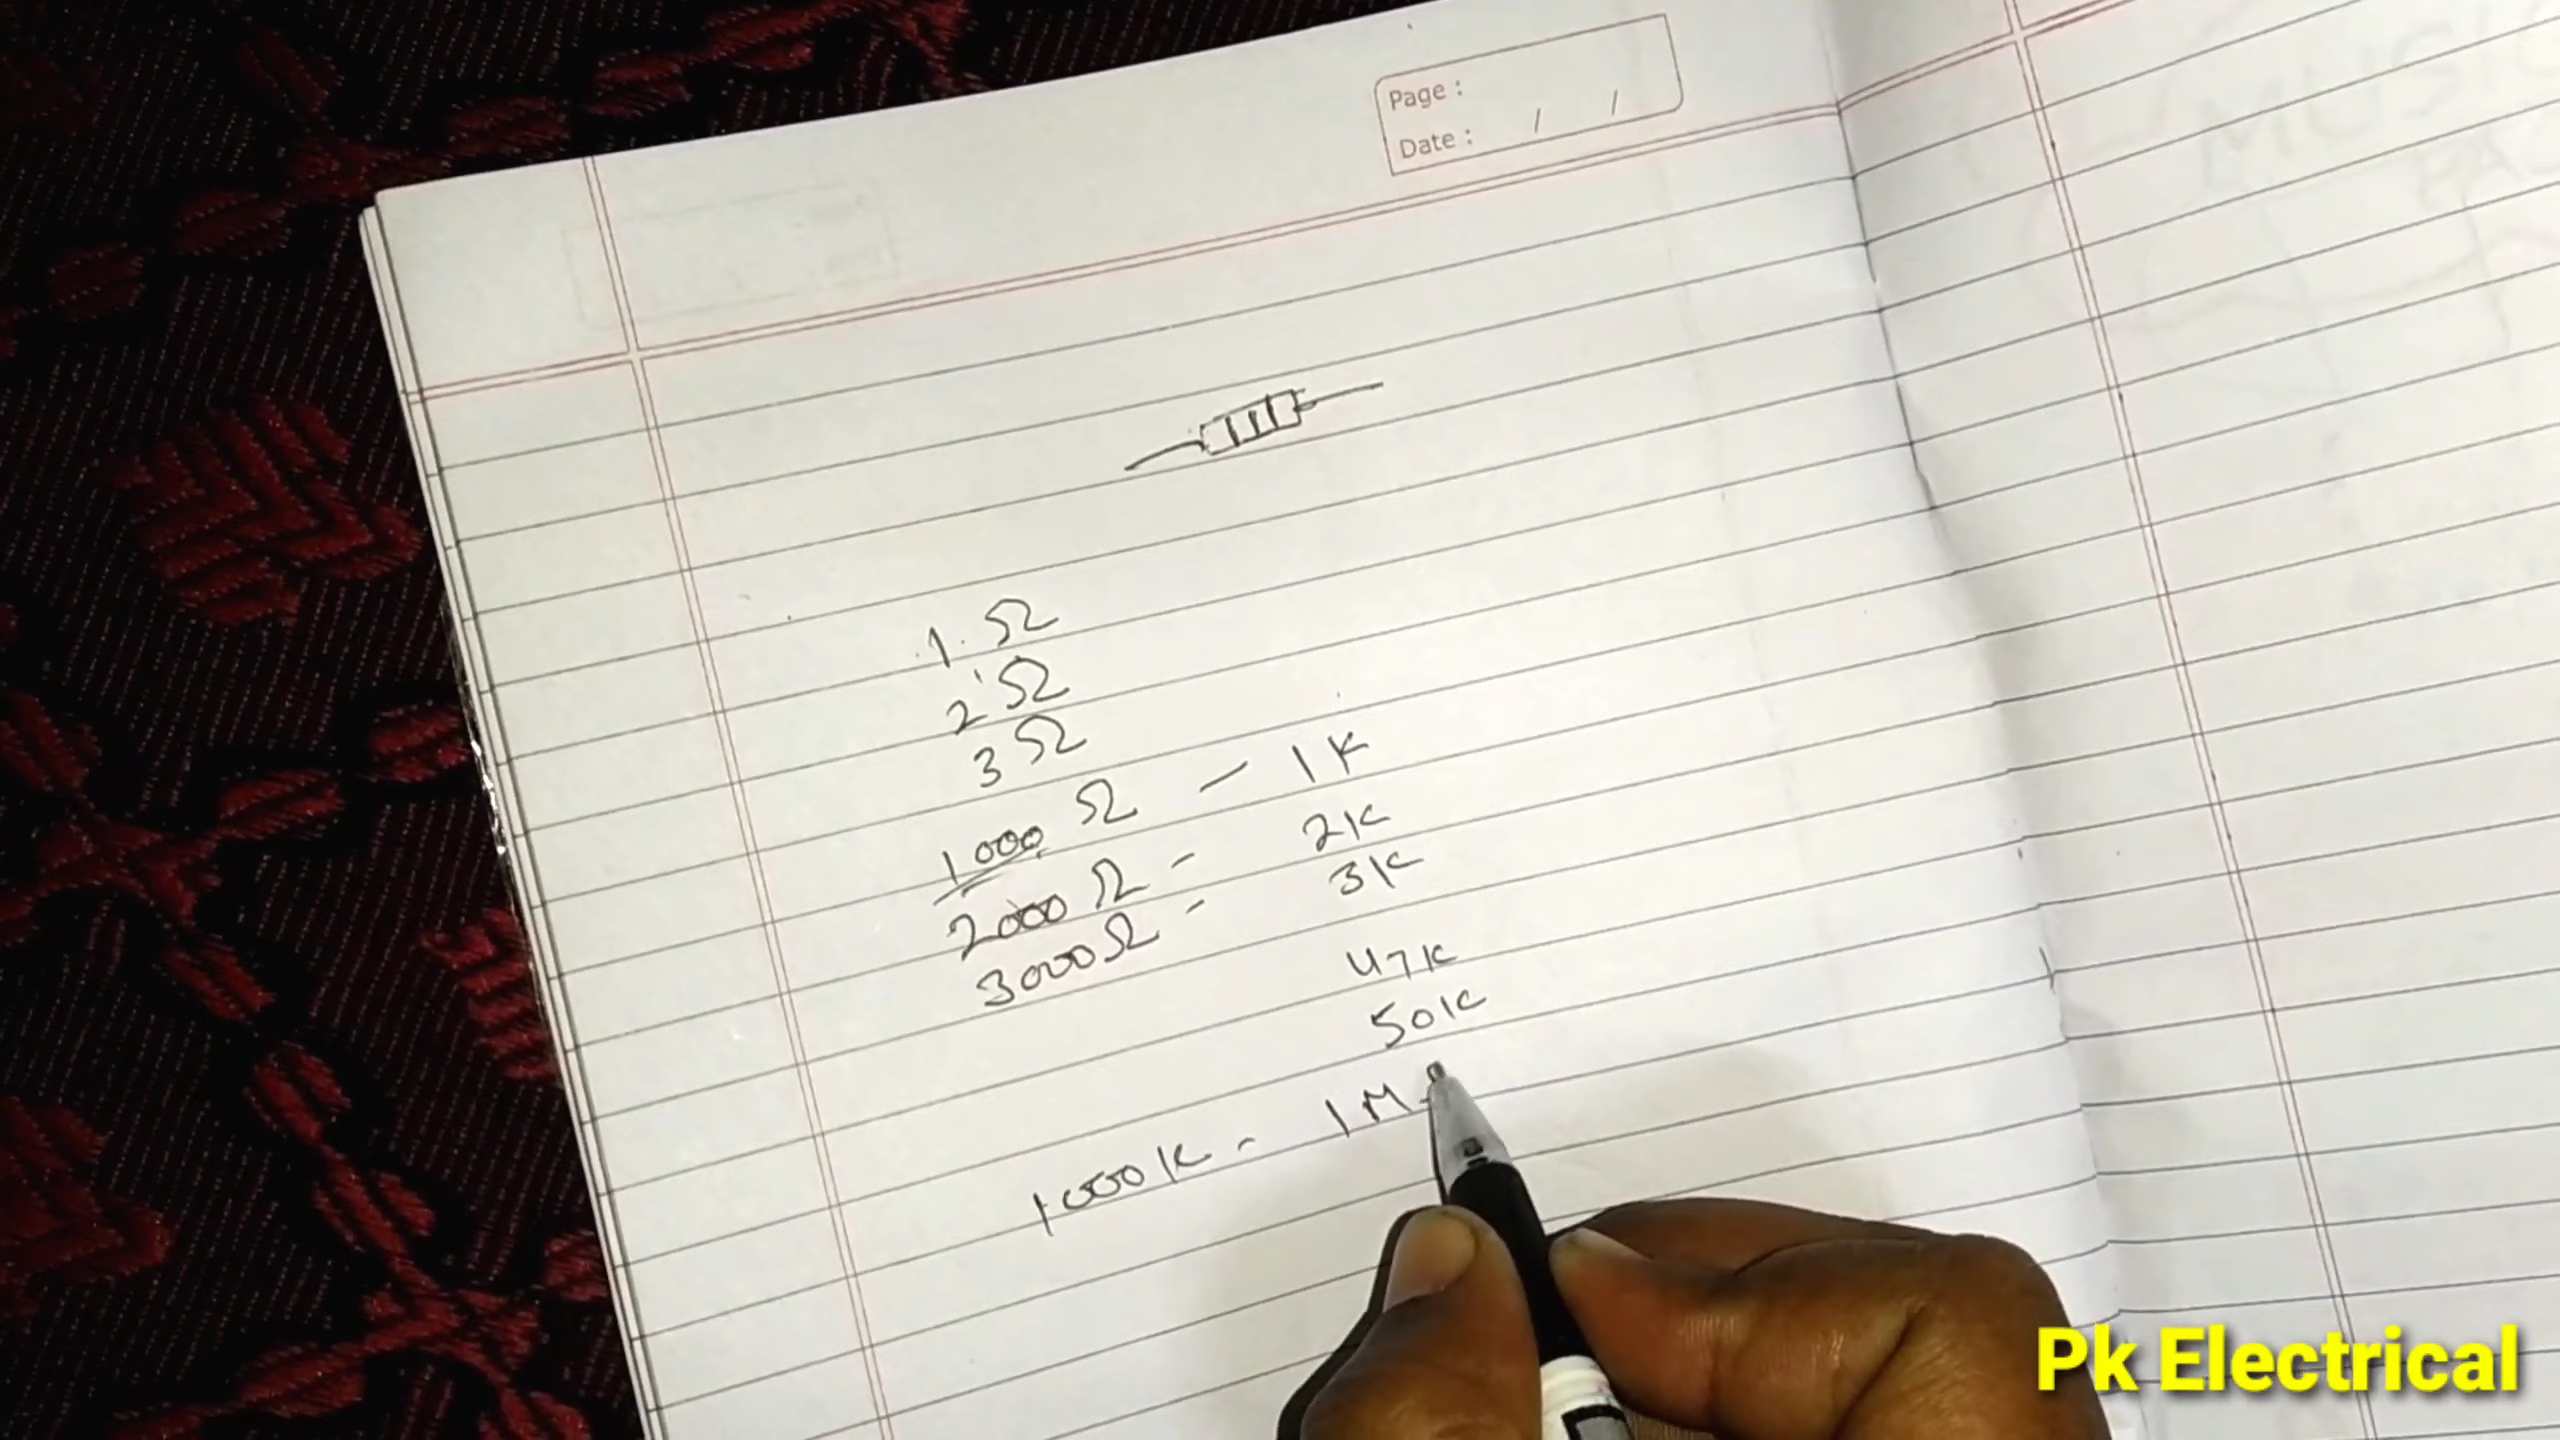 Page :
Date : / /
1. Ω
2 Ω
3 Ω
1000 Ω - 1K
2000 Ω - 2K
3000 Ω - 3K
47K
50K
1000K - 1M
Pk Electrical